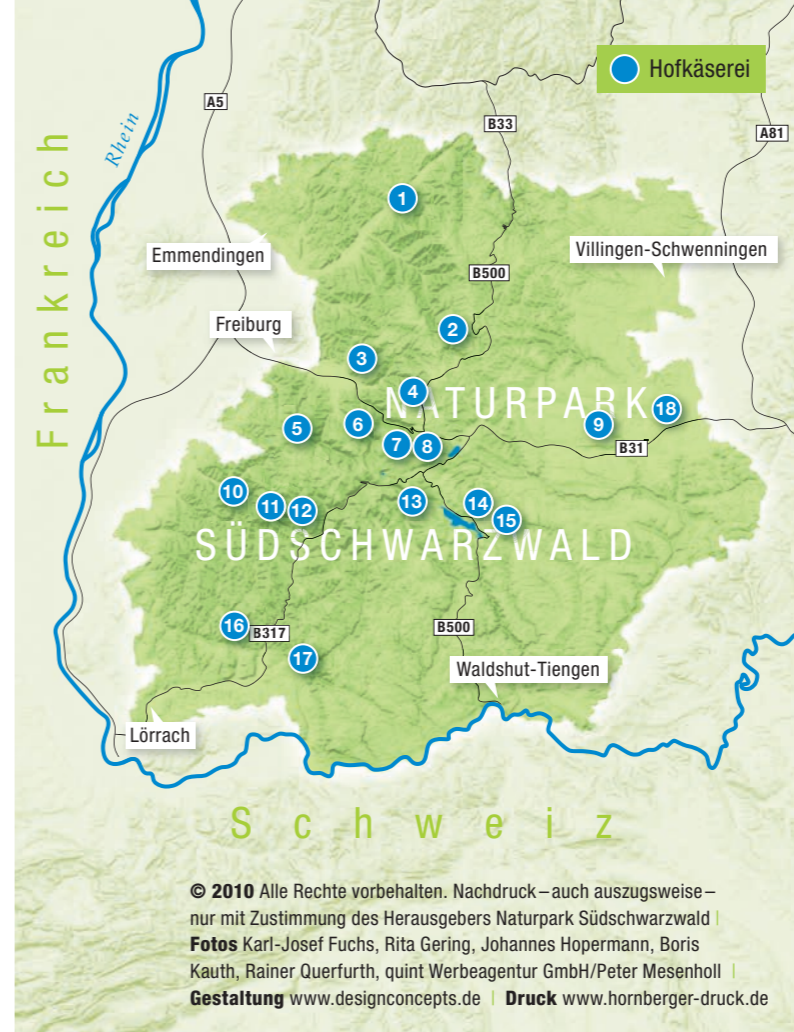 Hofkäserei
A5
B33
A81
Rhein
Frankreich
1
Emmendingen
Villingen-Schwenningen
B500
Freiburg
2
3
4
NATURPARK
18
5
6
7
8
9
B31
10
11
12
13
14
15
SÜDSCHWARZWALD
16
B317
17
B500
Waldshut-Tiengen
Lörrach
Schweiz
© 2010 Alle Rechte vorbehalten. Nachdruck – auch auszugsweise –
nur mit Zustimmung des Herausgebers Naturpark Südschwarzwald |
Fotos Karl-Josef Fuchs, Rita Gering, Johannes Hopermann, Boris
Kauth, Rainer Querfurth, quint Werbeagentur GmbH/Peter Mesenholl |
Gestaltung www.designconcepts.de | Druck www.hornberger-druck.de